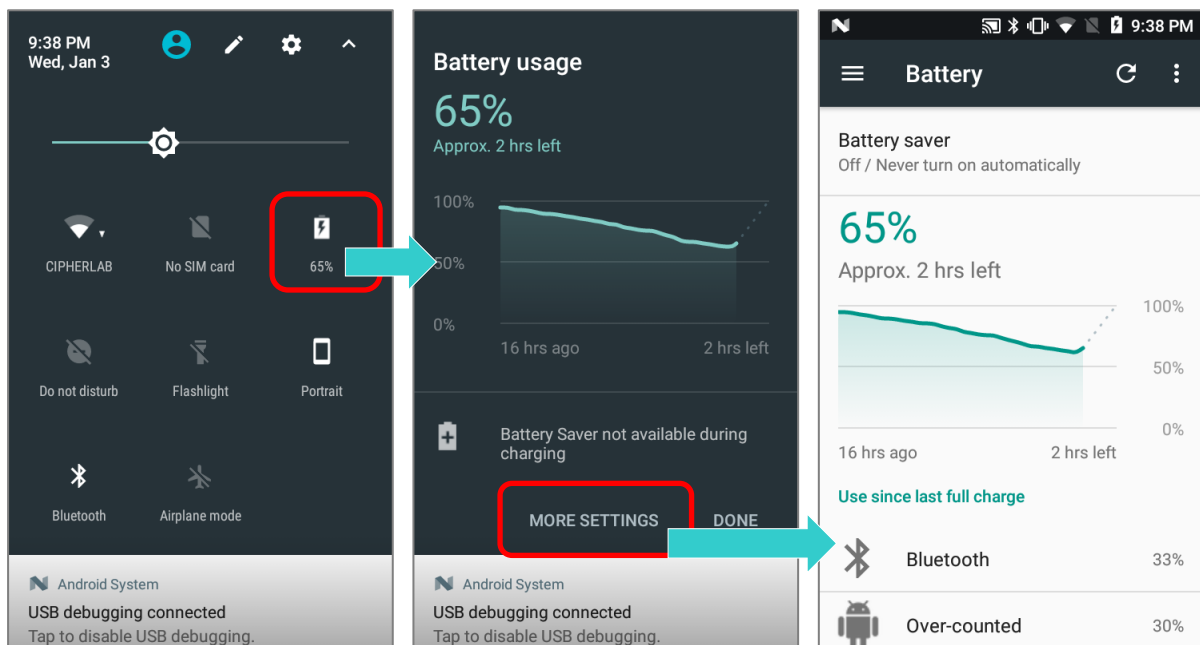 9:38 PM
Wed, Jan 3
CIPHERLAB
No SIM card
65%
Do not disturb
Flashlight
Portrait
Bluetooth
Airplane mode
Android System
USB debugging connected
Tap to disable USB debugging.
Battery usage
65%
Approx. 2 hrs left
100%
50%
0%
16 hrs ago
2 hrs left
Battery Saver not available during
charging
MORE SETTINGS
DONE
Android System
USB debugging connected
Tap to disable USB debugging.
9:38 PM
Battery
Battery saver
Off / Never turn on automatically
65%
Approx. 2 hrs left
100%
50%
0%
16 hrs ago
2 hrs left
Use since last full charge
Bluetooth
33%
Over-counted
30%